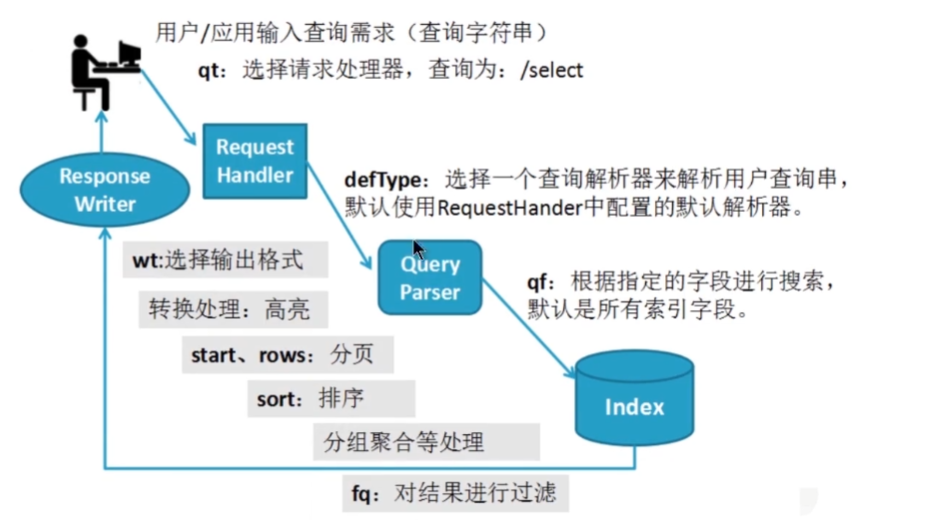 用户/应用输入查询需求（查询字符串）
qt：选择请求处理器，查询为：/select
Request
Handler
Response
Writer
defType：选择一个查询解析器来解析用户查询串，
默认使用RequestHander中配置的默认解析器。
Query
Parser
wt:选择输出格式
qf：根据指定的字段进行搜索，
默认是所有索引字段。
转换处理：高亮
start、rows：分页
sort：排序
Index
分组聚合等处理
fq：对结果进行过滤